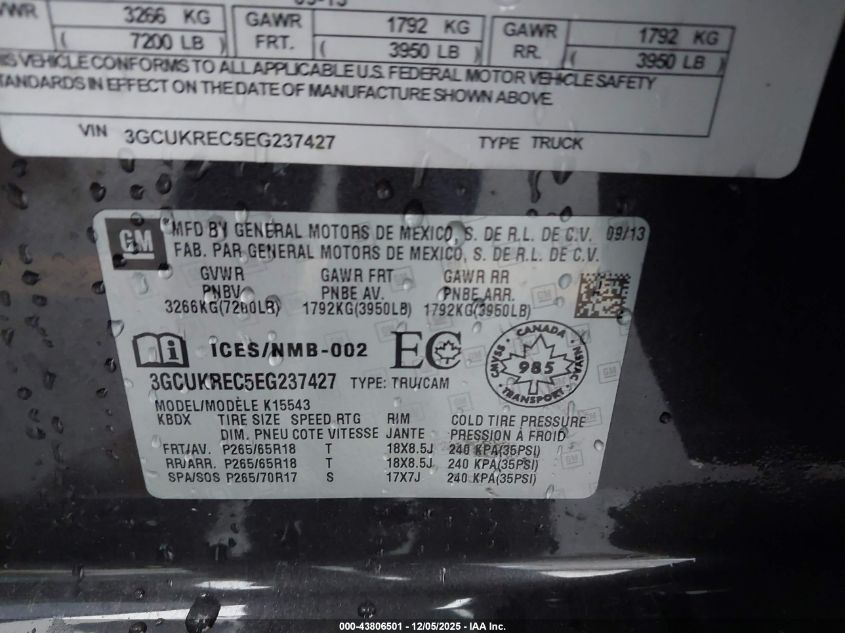 3266 KG GAWR 1792 KG GAWR 1792 KG
( 7200 LB ) FRT. ( 3950 LB ) RR. ( 3950 LB )
VEHICLE CONFORMS TO ALL APPLICABLE U.S. FEDERAL MOTOR VEHICLE SAFETY
STANDARDS IN EFFECT ON THE DATE OF MANUFACTURE SHOWN ABOVE.
VIN 3GCUKREC5EG237427 TYPE TRUCK
GM MFD BY GENERAL MOTORS DE MEXICO, S. DE R.L. DE C.V. 09/13
FAB. PAR GENERAL MOTORS DE MEXICO, S. DE R.L. DE C.V.
GVWR GAWR FRT GAWR RR
PNBV PNBE AV. PNBE ARR.
3266KG(7200LB) 1792KG(3950LB) 1792KG(3950LB)
ICES/NMB-002 EC CANADA CMVSS 985 NSVAC TRANSPORT
3GCUKREC5EG237427 TYPE: TRU/CAM
MODEL/MODÈLE K15543
KBDX TIRE SIZE SPEED RTG RIM COLD TIRE PRESSURE
DIM. PNEU COTE VITESSE JANTE PRESSION À FROID
FRT/AV. P265/65R18 T 18X8.5J 240 KPA(35PSI)
RR/ARR. P265/65R18 T 18X8.5J 240 KPA(35PSI)
SPA/SOS P265/70R17 S 17X7J 240 KPA(35PSI)
000-43806501 - 12/05/2025 - IAA Inc.